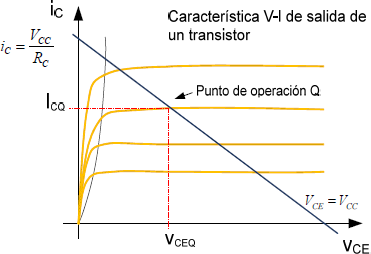 iC
Característica V-I de salida de
un transistor
iC = VCC / RC
ICQ
Punto de operación Q
VCE = VCC
VCEQ
VCE